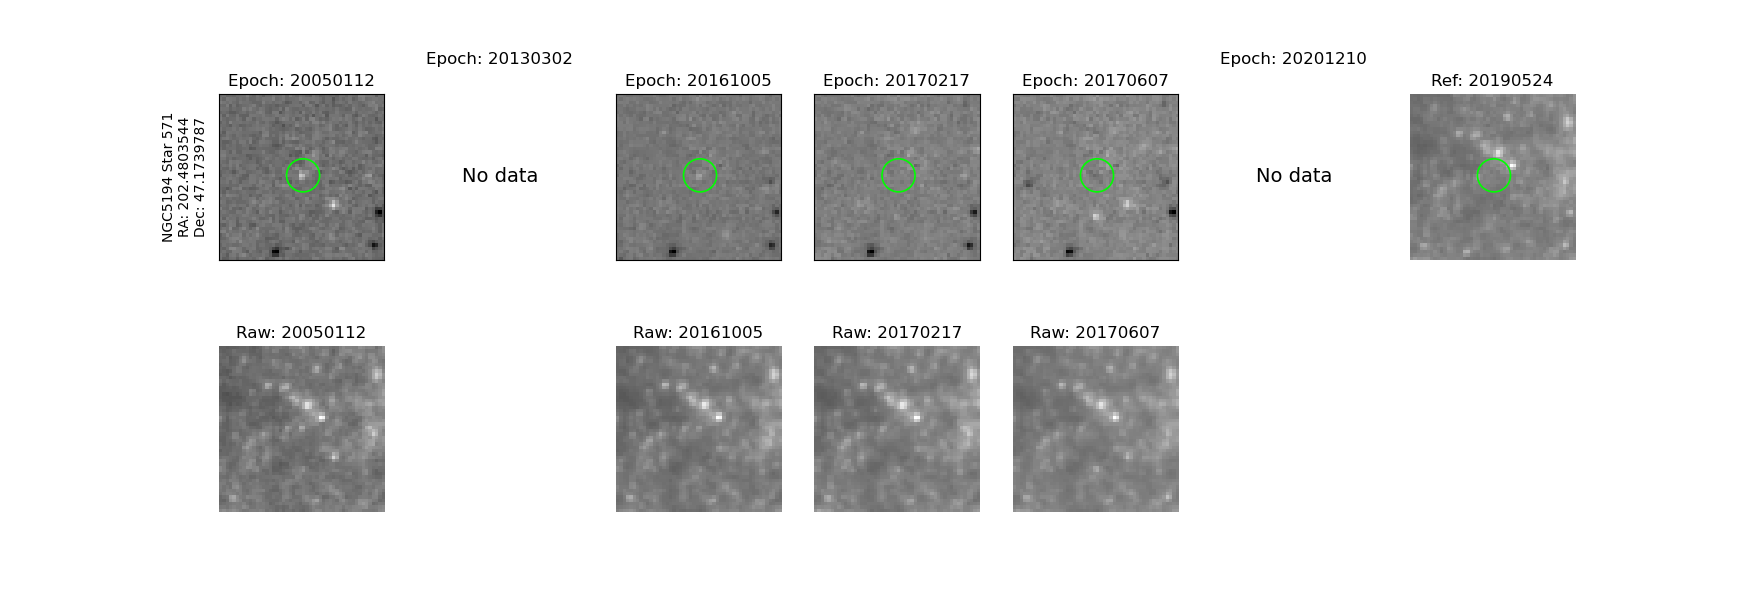 Epoch: 20130302
Epoch: 20201210
Epoch: 20050112
Epoch: 20161005
Epoch: 20170217
Epoch: 20170607
Ref: 20190524
NGC5194 Star 571
RA: 202.4803544
Dec: 47.1739787
No data
No data
Raw: 20050112
Raw: 20161005
Raw: 20170217
Raw: 20170607